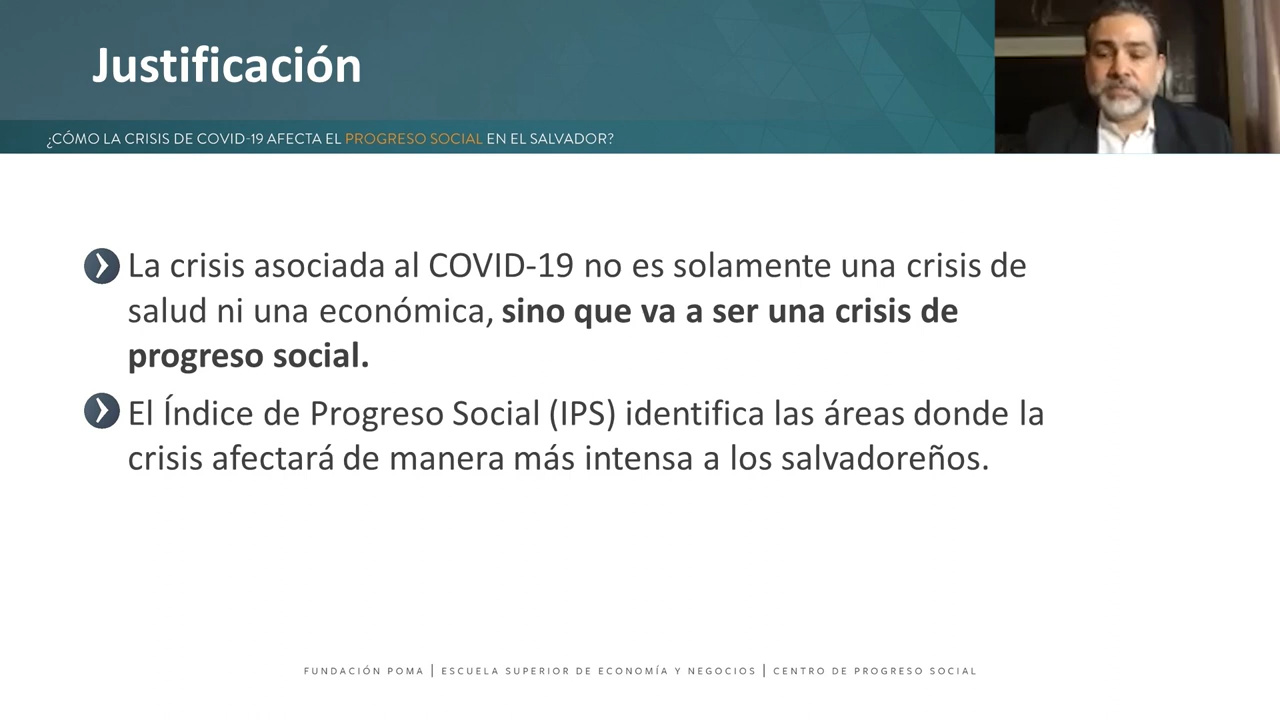 Justificación
¿CÓMO LA CRISIS DE COVID-19 AFECTA EL PROGRESO SOCIAL EN EL SALVADOR?
La crisis asociada al COVID-19 no es solamente una crisis de
salud ni una económica, sino que va a ser una crisis de
progreso social.
El Índice de Progreso Social (IPS) identifica las áreas donde la
crisis afectará de manera más intensa a los salvadoreños.
FUNDACIÓN POMA | ESCUELA SUPERIOR DE ECONOMÍA Y NEGOCIOS | CENTRO DE PROGRESO SOCIAL